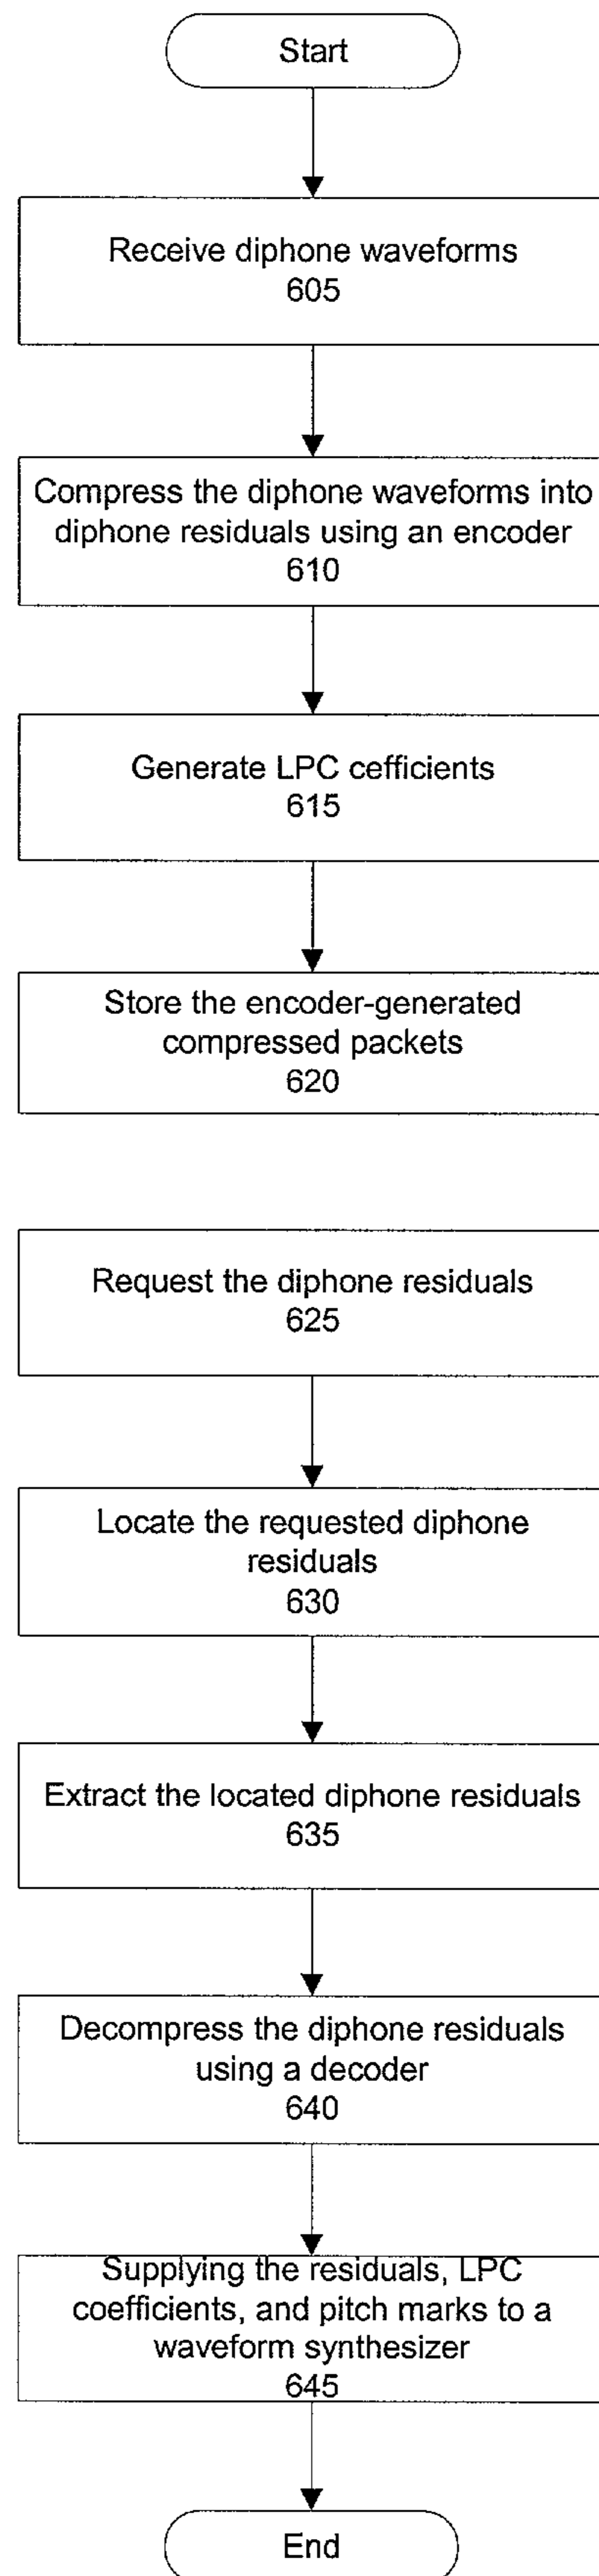 Start
Receive diphone waveforms
605
Compress the diphone waveforms into
diphone residuals using an encoder
610
Generate LPC cefficients
615
Store the encoder-generated
compressed packets
620
Request the diphone residuals
625
Locate the requested diphone
residuals
630
Extract the located diphone residuals
635
Decompress the diphone residuals
using a decoder
640
Supplying the residuals, LPC
coefficients, and pitch marks to a
waveform synthesizer
645
End